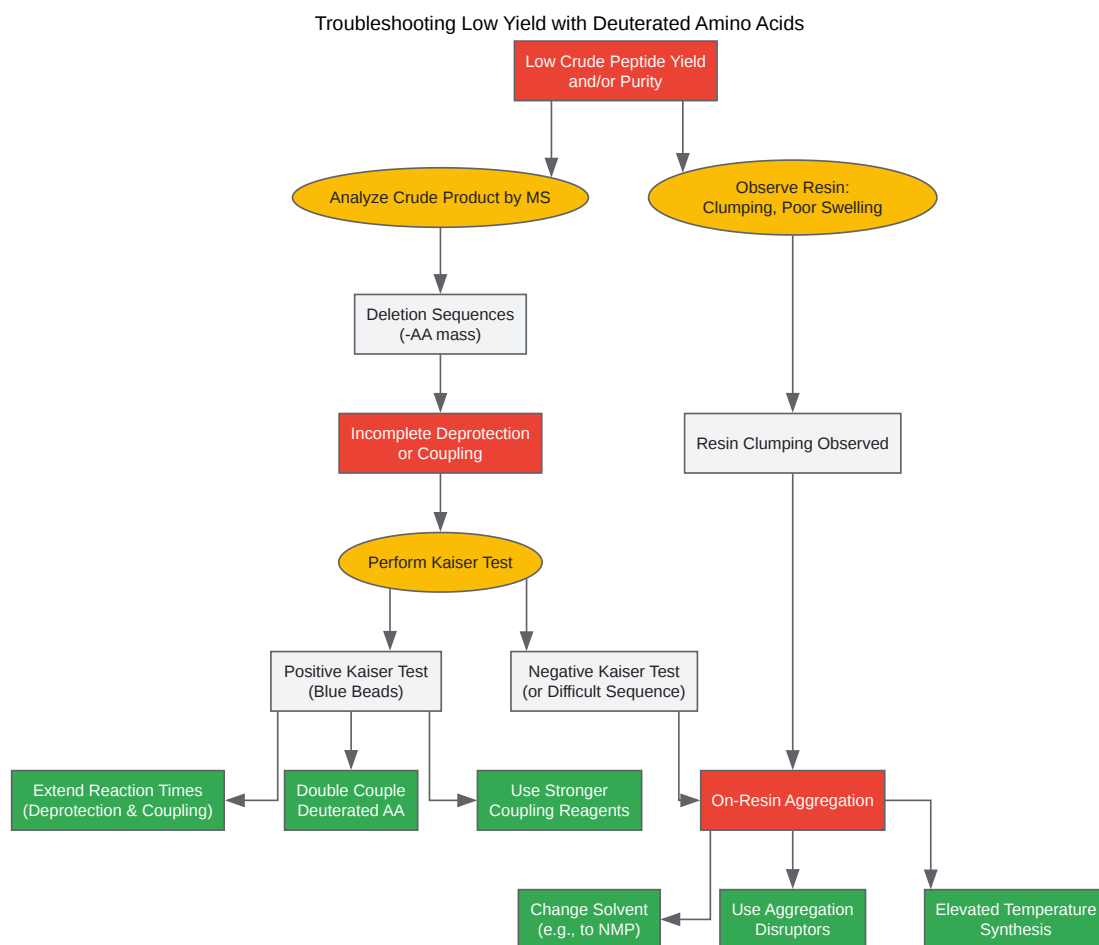 Troubleshooting Low Yield with Deuterated Amino Acids
Low Crude Peptide Yield
and/or Purity
Analyze Crude Product by MS
Observe Resin:
Clumping, Poor Swelling
Deletion Sequences
(-AA mass)
Incomplete Deprotection
or Coupling
Resin Clumping Observed
Perform Kaiser Test
Positive Kaiser Test
(Blue Beads)
Negative Kaiser Test
(or Difficult Sequence)
Extend Reaction Times
(Deprotection & Coupling)
Double Couple
Deuterated AA
Use Stronger
Coupling Reagents
On-Resin Aggregation
Change Solvent
(e.g., to NMP)
Use Aggregation
Disruptors
Elevated Temperature
Synthesis